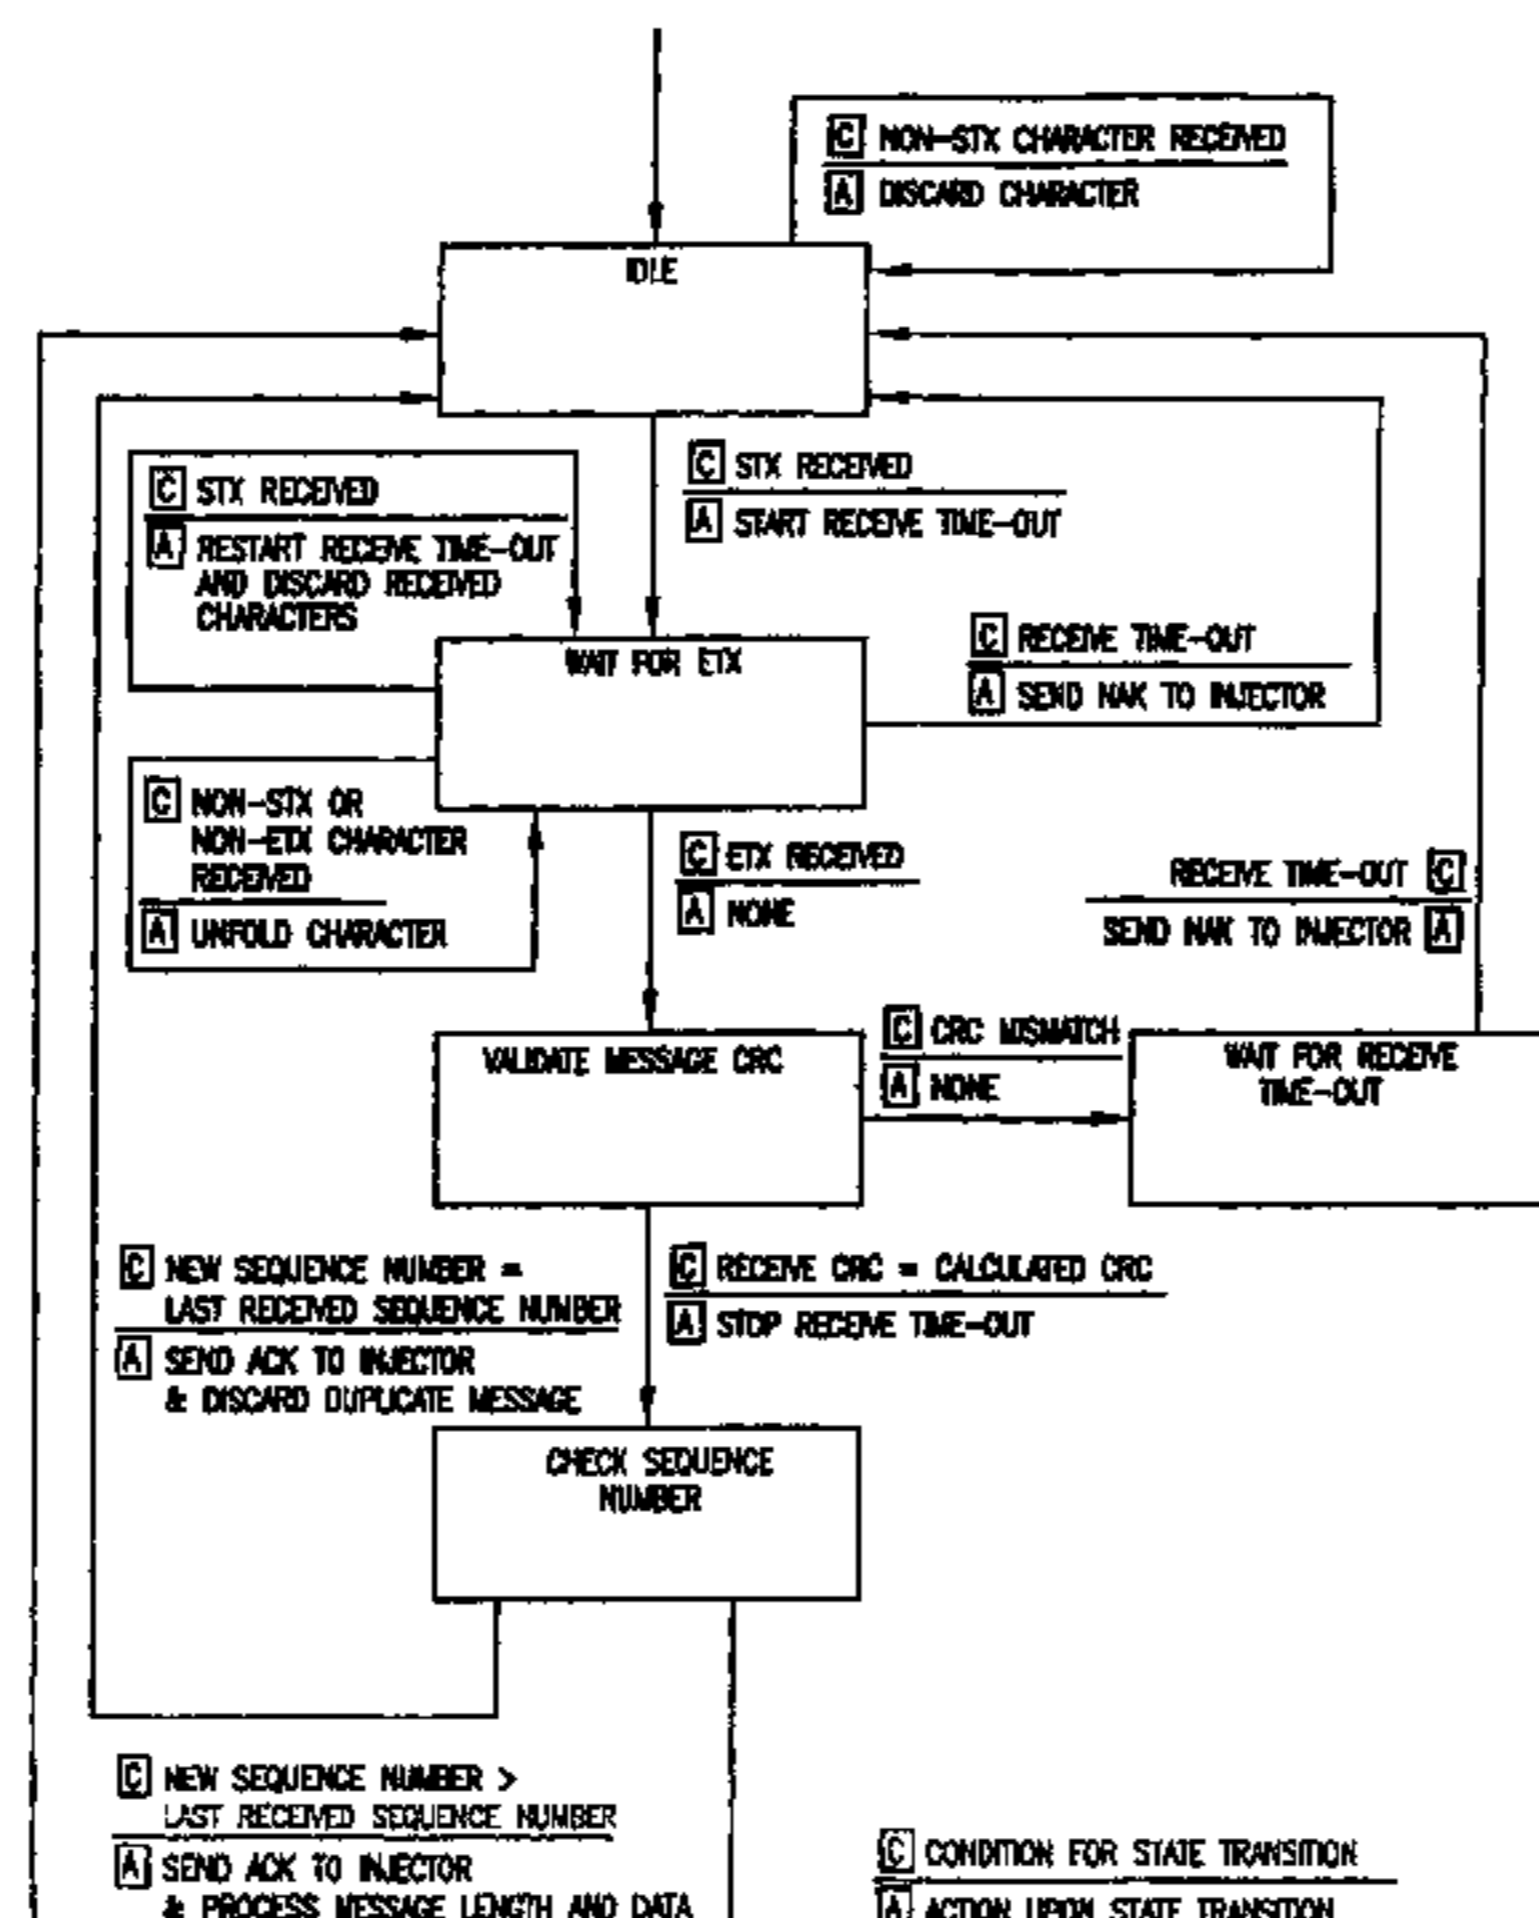 C NON-STX CHARACTER RECEIVED
A DISCARD CHARACTER
IDLE
C STX RECEIVED
A START RECEIVE TIME-OUT
C STX RECEIVED
A RESTART RECEIVE TIME-OUT
AND DISCARD RECEIVED
CHARACTERS
WAIT FOR ETX
C RECEIVE TIME-OUT
A SEND NAK TO INJECTOR
C NON-STX OR
NON-ETX CHARACTER
RECEIVED
A UNFOLD CHARACTER
C ETX RECEIVED
A NONE
RECEIVE TIME-OUT C
SEND NAK TO INJECTOR A
VALIDATE MESSAGE CRC
C CRC MISMATCH
A NONE
WAIT FOR RECEIVE
TIME-OUT
C NEW SEQUENCE NUMBER =
LAST RECEIVED SEQUENCE NUMBER
A SEND ACK TO INJECTOR
& DISCARD DUPLICATE MESSAGE
C RECEIVE CRC = CALCULATED CRC
A STOP RECEIVE TIME-OUT
CHECK SEQUENCE
NUMBER
C NEW SEQUENCE NUMBER >
LAST RECEIVED SEQUENCE NUMBER
A SEND ACK TO INJECTOR
& PROCESS MESSAGE LENGTH AND DATA
C CONDITION FOR STATE TRANSITION
A ACTION UPON STATE TRANSITION